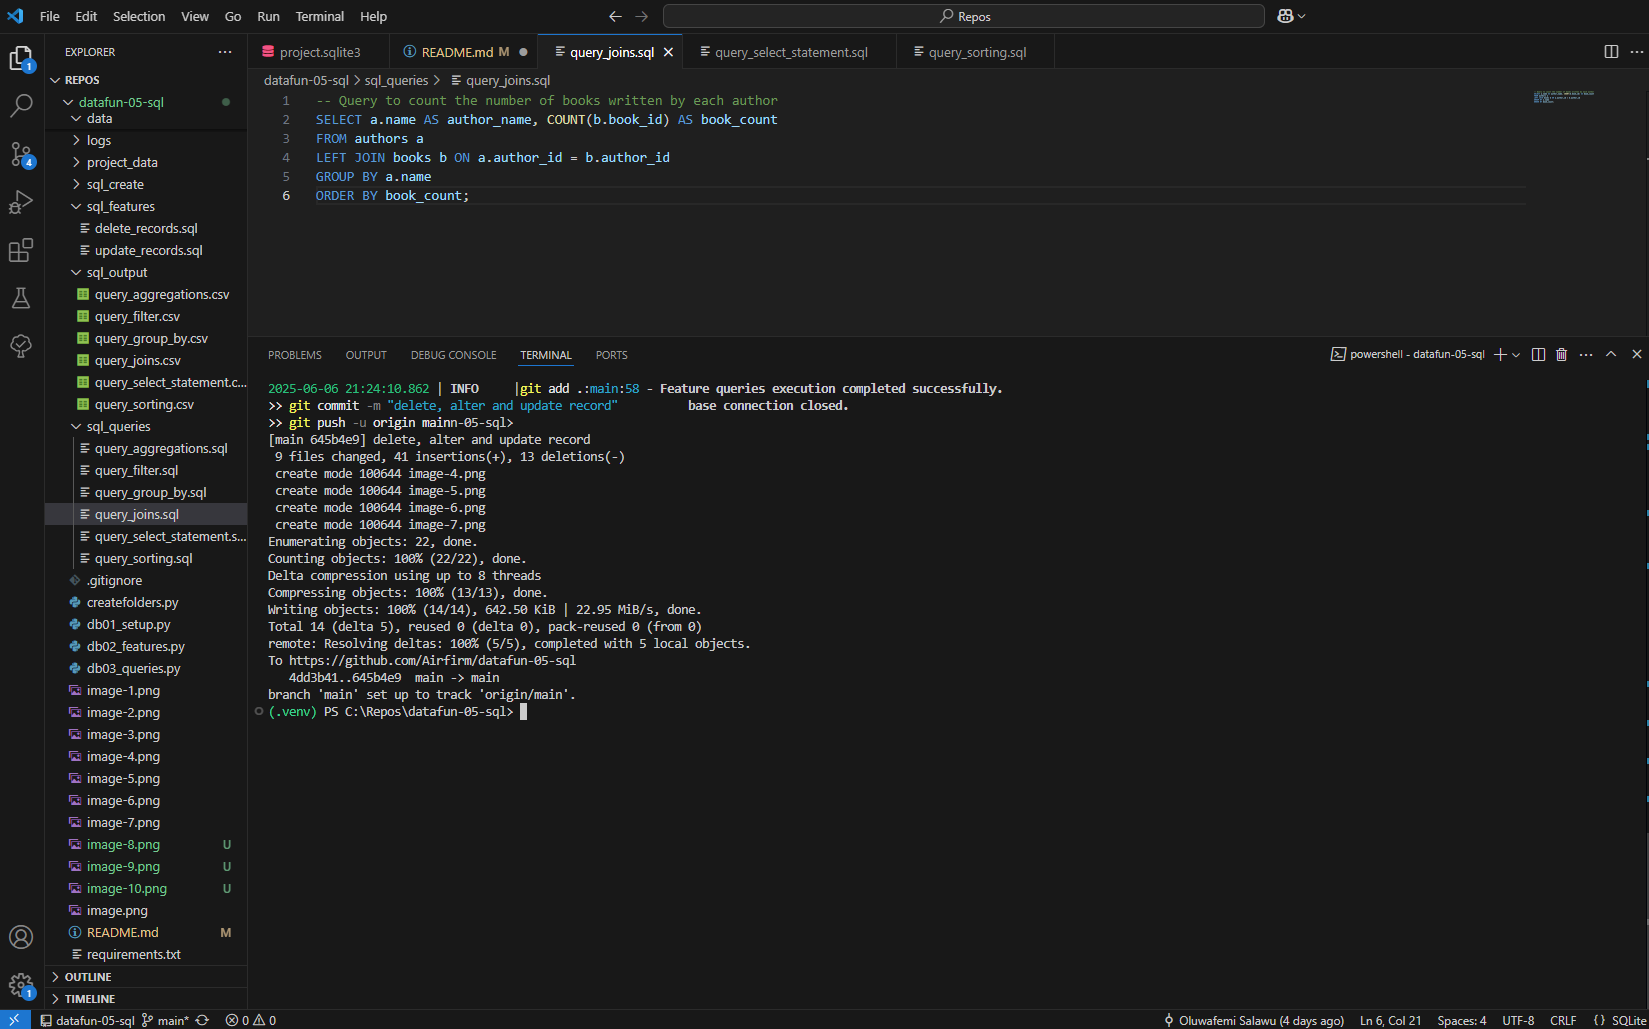 File Edit Selection View Go Run Terminal Help
Repos
EXPLORER
REPOS
datafun-05-sql
data
logs
project_data
sql_create
sql_features
delete_records.sql
update_records.sql
sql_output
query_aggregations.csv
query_filter.csv
query_group_by.csv
query_joins.csv
query_select_statement.c...
query_sorting.csv
sql_queries
query_aggregations.sql
query_filter.sql
query_group_by.sql
query_joins.sql
query_select_statement.s...
query_sorting.sql
.gitignore
createfolders.py
db01_setup.py
db02_features.py
db03_queries.py
image-1.png
image-2.png
image-3.png
image-4.png
image-5.png
image-6.png
image-7.png
image-8.png U
image-9.png U
image-10.png U
image.png
README.md M
requirements.txt
OUTLINE
TIMELINE
1
4
1
project.sqlite3 README.md M query_joins.sql query_select_statement.sql query_sorting.sql
datafun-05-sql > sql_queries > query_joins.sql
1 -- Query to count the number of books written by each author
2 SELECT a.name AS author_name, COUNT(b.book_id) AS book_count
3 FROM authors a
4 LEFT JOIN books b ON a.author_id = b.author_id
5 GROUP BY a.name
6 ORDER BY book_count;
PROBLEMS OUTPUT DEBUG CONSOLE TERMINAL PORTS
powershell - datafun-05-sql
2025-06-06 21:24:10.862 | INFO |git add .:main:58 - Feature queries execution completed successfully.
>> git commit -m "delete, alter and update record" base connection closed.
>> git push -u origin mainn-05-sql>
[main 645b4e9] delete, alter and update record
9 files changed, 41 insertions(+), 13 deletions(-)
create mode 100644 image-4.png
create mode 100644 image-5.png
create mode 100644 image-6.png
create mode 100644 image-7.png
Enumerating objects: 22, done.
Counting objects: 100% (22/22), done.
Delta compression using up to 8 threads
Compressing objects: 100% (13/13), done.
Writing objects: 100% (14/14), 642.50 KiB | 22.95 MiB/s, done.
Total 14 (delta 5), reused 0 (delta 0), pack-reused 0 (from 0)
remote: Resolving deltas: 100% (5/5), completed with 5 local objects.
To https://github.com/Airfirm/datafun-05-sql
4dd3b41..645b4e9 main -> main
branch 'main' set up to track 'origin/main'.
(.venv) PS C:\Repos\datafun-05-sql>
datafun-05-sql main* 0 0 Oluwafemi Salawu (4 days ago) Ln 6, Col 21 Spaces: 4 UTF-8 CRLF {} SQLite